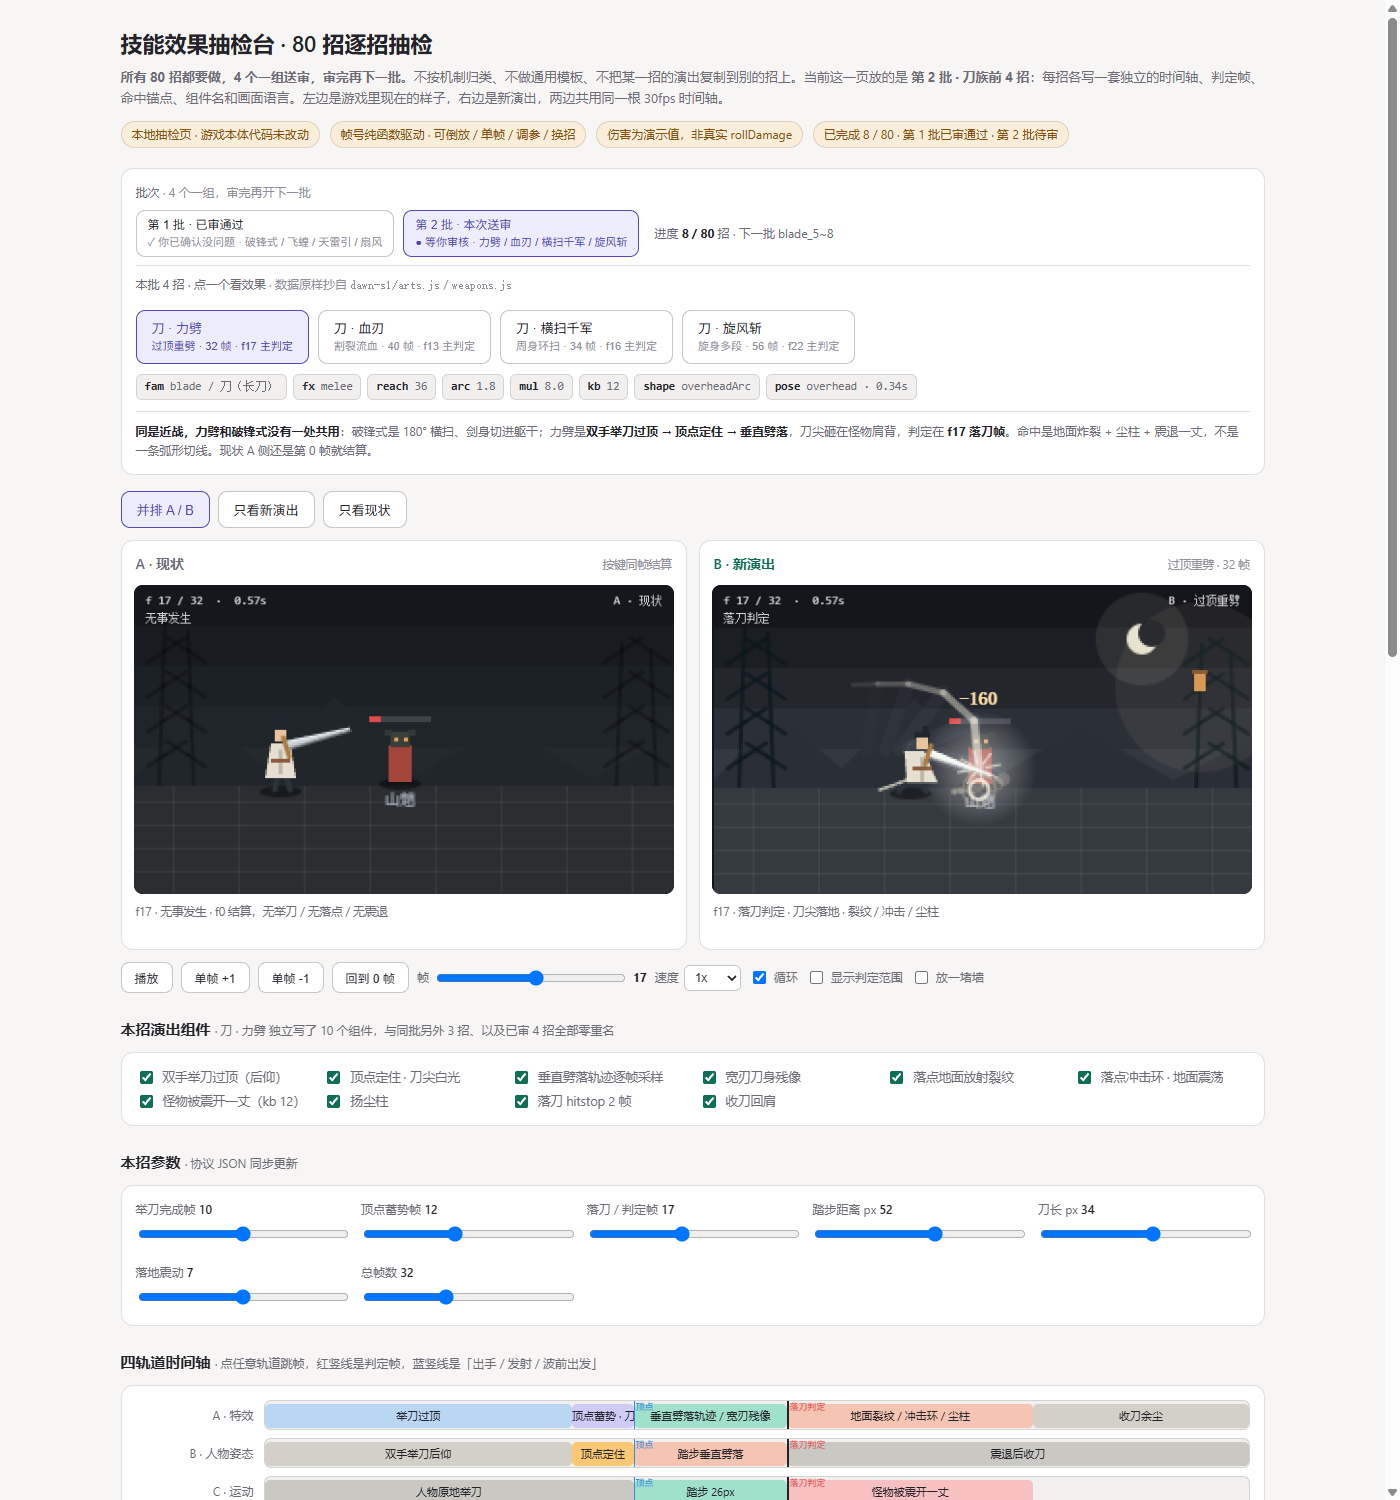 技能效果抽检台 · 80 招逐招抽检
所有 80 招都要做，4 个一组送审，审完再下一批。不按机制归类、不做通用模板、不把某一招的演出复制到别的招上。当前这一页放的是 第 2 批 · 刀族前 4 招：每招各写一套独立的时间轴、判定帧、
命中锚点、组件名和画面语言。左边是游戏里现在的样子，右边是新演出，两边共用同一根 30fps 时间轴。
本地抽检页 · 游戏本体代码未改动
帧号纯函数驱动 · 可倒放 / 单帧 / 调参 / 换招
伤害为演示值，非真实 rollDamage
已完成 8 / 80 · 第 1 批已审通过 · 第 2 批待审
批次 · 4 个一组，审完再开下一批
第 1 批 · 已审通过
✓ 你已确认没问题 · 破锋式 / 飞蝗 / 天雷引 / 扇风
第 2 批 · 本次送审
● 等你审核 · 力劈 / 血刃 / 横扫千军 / 旋风斩
进度 8 / 80 招 · 下一批 blade_5~8
本批 4 招 · 点一个看效果 · 数据原样抄自 dawn-s1/arts.js / weapons.js
刀 · 力劈
过顶重劈 · 32 帧 · f17 主判定
刀 · 血刃
割裂流血 · 40 帧 · f13 主判定
刀 · 横扫千军
周身环扫 · 34 帧 · f16 主判定
刀 · 旋风斩
旋身多段 · 56 帧 · f22 主判定
fam blade / 刀（长刀）
fx melee
reach 36
arc 1.8
mul 8.0
kb 12
shape overheadArc
pose overhead · 0.34s
同是近战，力劈和破锋式没有一处共用：破锋式是 180° 横扫、剑身切进躯干；力劈是双手举刀过顶 → 顶点定住 → 垂直劈落，刀尖砸在怪物肩背，判定在 f17 落刀帧。命中是地面炸裂 + 尘柱 + 震退一丈，不是
一条弧形切线。现状 A 侧还是第 0 帧就结算。
并排 A / B
只看新演出
只看现状
A · 现状
按键同帧结算
f 17 / 32 · 0.57s
A · 现状
无事发生
山魈
f17 · 无事发生 · f0 结算，无举刀 / 无落点 / 无震退
B · 新演出
过顶重劈 · 32 帧
f 17 / 32 · 0.57s
B · 过顶重劈
落刀判定
−160
山魈
f17 · 落刀判定 · 刀尖落地 · 裂纹 / 冲击 / 尘柱
播放
单帧 +1
单帧 -1
回到 0 帧
帧
17
速度
1x
循环
显示判定范围
放一堵墙
本招演出组件 · 刀 · 力劈 独立写了 10 个组件，与同批另外 3 招、以及已审 4 招全部零重名
双手举刀过顶（后仰）
顶点定住 · 刀尖白光
垂直劈落轨迹逐帧采样
宽刃刀身残像
落点地面放射裂纹
落点冲击环 · 地面震荡
怪物被震开一丈（kb 12）
扬尘柱
落刀 hitstop 2 帧
收刀回肩
本招参数 · 协议 JSON 同步更新
举刀完成帧 10
顶点蓄势帧 12
落刀 / 判定帧 17
踏步距离 px 52
刀长 px 34
落地震动 7
总帧数 32
四轨道时间轴 · 点任意轨道跳帧，红竖线是判定帧，蓝竖线是「出手 / 发射 / 波前出发」
A · 特效
举刀过顶
顶点蓄势 · 刀
顶点
垂直劈落轨迹 / 宽刃残像
落刀判定
地面裂纹 / 冲击环 / 尘柱
收刀余尘
B · 人物姿态
双手举刀后仰
顶点定住
顶点
踏步垂直劈落
落刀判定
震退后收刀
C · 运动
人物原地举刀
顶点
踏步 26px
落刀判定
怪物被震开一丈